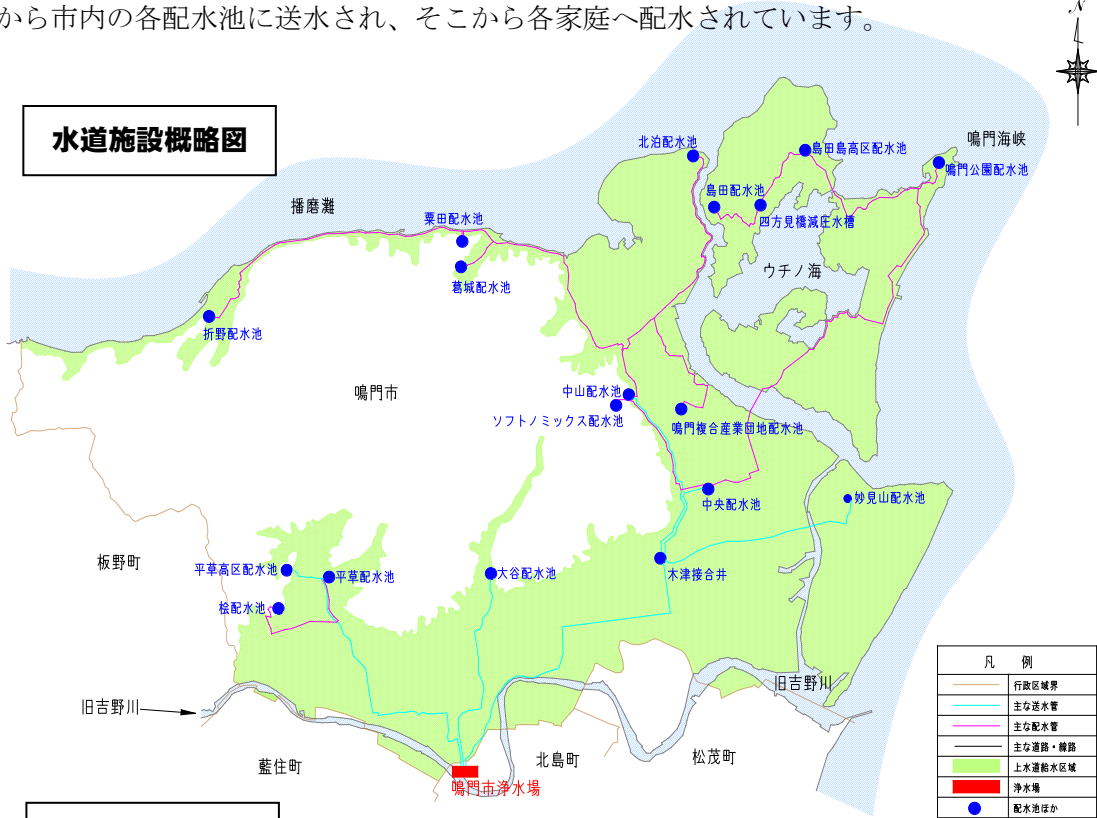 から市内の各配水池に送水され、そこから各家庭へ配水されています。
N
水道施設概略図
北泊配水池
島田島高区配水池
鳴門海峡
鳴門公園配水池
島田配水池
四方見橋減圧水槽
播磨灘
粟田配水池
ウチノ海
葛城配水池
折野配水池
鳴門市
中山配水池
ソフトノミックス配水池
鳴門複合産業団地配水池
中央配水池
妙見山配水池
板野町
平草高区配水池
平草配水池
大谷配水池
木津接合井
桧配水池
旧吉野川
旧吉野川
藍住町
北島町
松茂町
鳴門市浄水場
凡 例
行政区域界
主な送水管
主な配水管
主な道路・線路
上水道給水区域
浄水場
配水池ほか